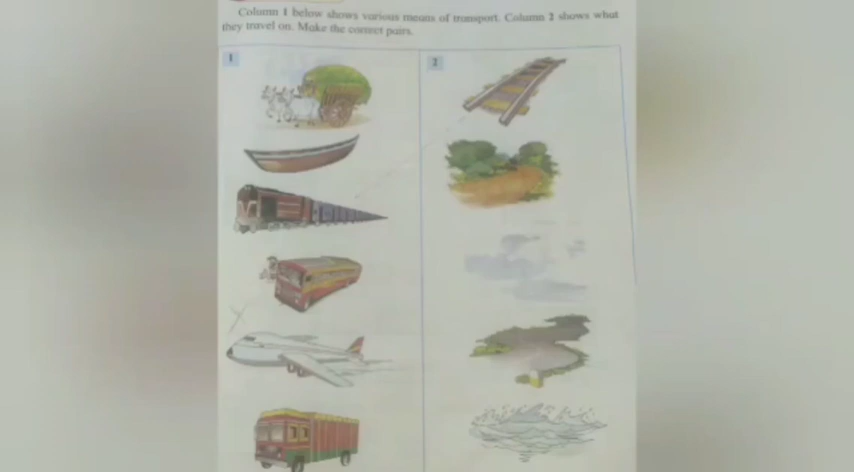 Column 1 below shows various means of transport. Column 2 shows what
they travel on. Make the correct pairs.
1
2